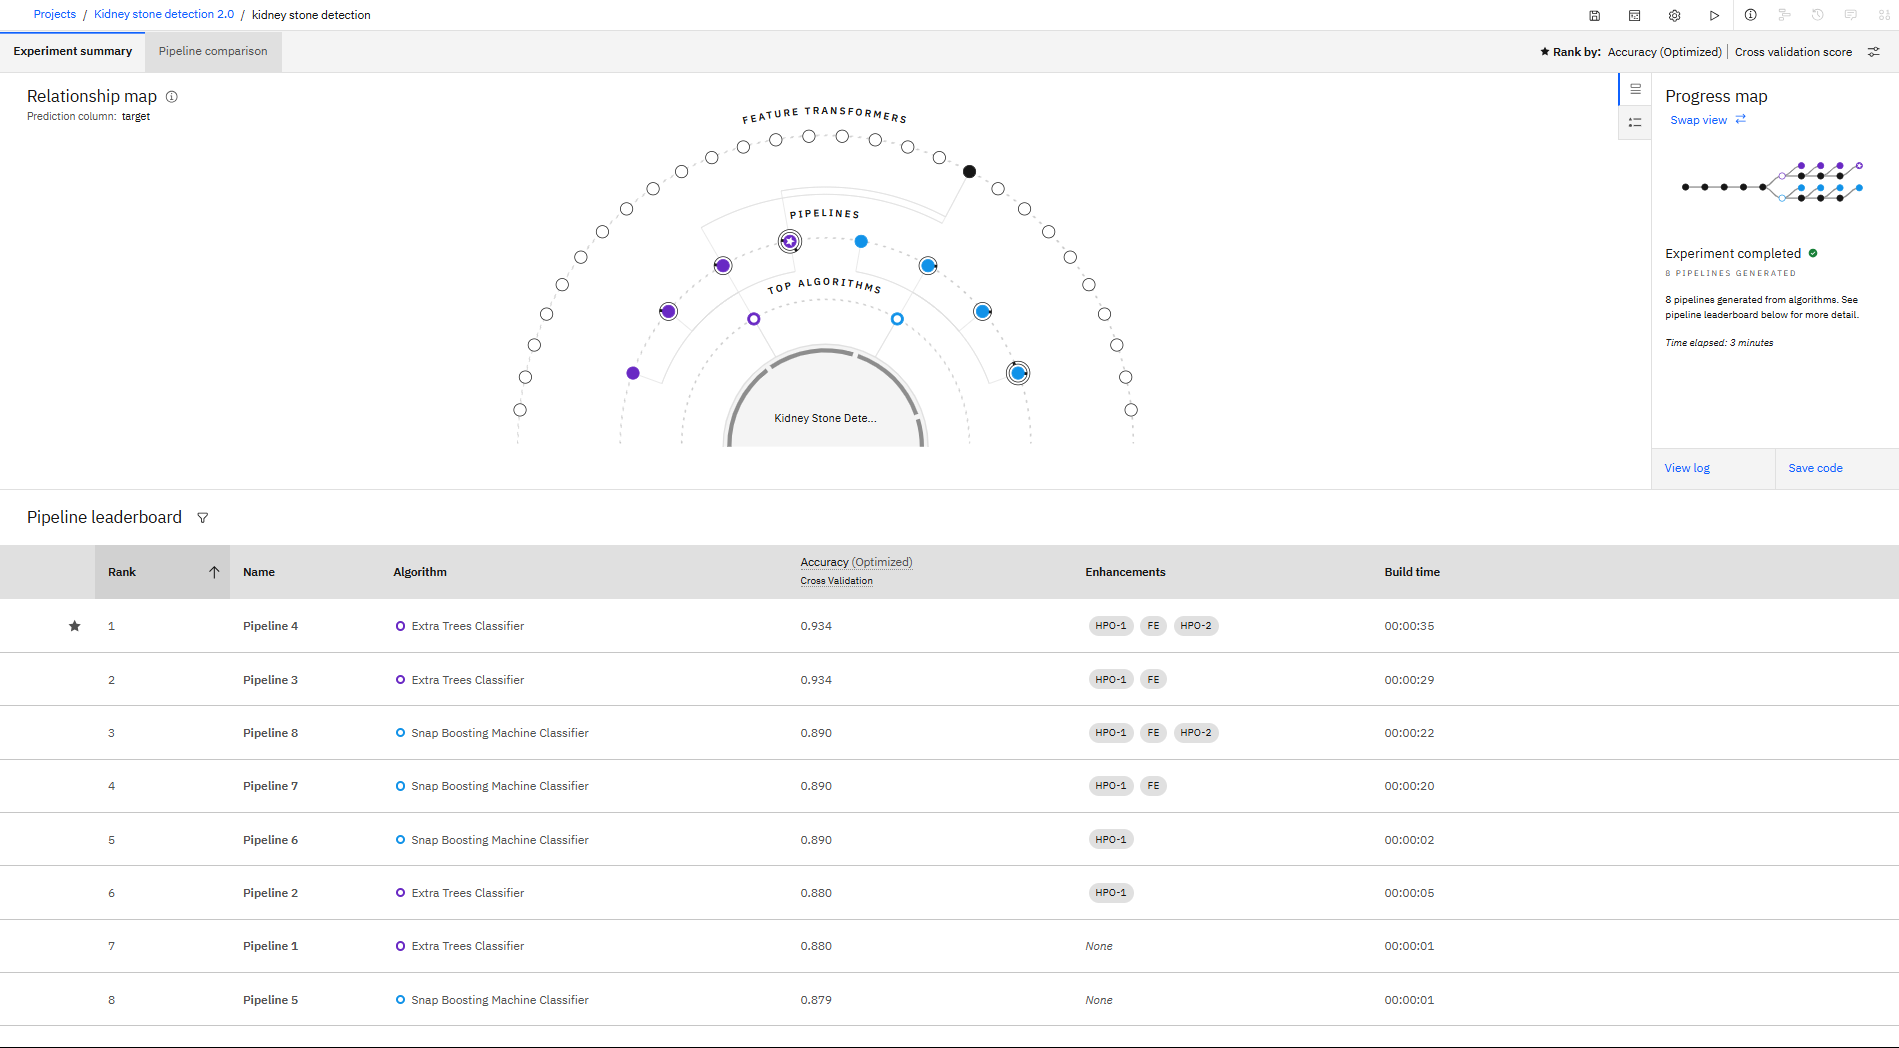 Projects / Kidney stone detection 2.0 / kidney stone detection
Experiment summary
Pipeline comparison
Rank by: Accuracy (Optimized) | Cross validation score
Relationship map
Prediction column: target
FEATURE TRANSFORMERS
PIPELINES
TOP ALGORITHMS
Kidney Stone Dete...
Progress map
Swap view
Experiment completed
8 PIPELINES GENERATED
8 pipelines generated from algorithms. See
pipeline leaderboard below for more detail.
Time elapsed: 3 minutes
View log
Save code
Pipeline leaderboard
Rank Name Algorithm Accuracy (Optimized) Enhancements Build time
Cross Validation
1 Pipeline 4 Extra Trees Classifier 0.934 HPO-1 FE HPO-2 00:00:35
2 Pipeline 3 Extra Trees Classifier 0.934 HPO-1 FE 00:00:29
3 Pipeline 8 Snap Boosting Machine Classifier 0.890 HPO-1 FE HPO-2 00:00:22
4 Pipeline 7 Snap Boosting Machine Classifier 0.890 HPO-1 FE 00:00:20
5 Pipeline 6 Snap Boosting Machine Classifier 0.890 HPO-1 00:00:02
6 Pipeline 2 Extra Trees Classifier 0.880 HPO-1 00:00:05
7 Pipeline 1 Extra Trees Classifier 0.880 None 00:00:01
8 Pipeline 5 Snap Boosting Machine Classifier 0.879 None 00:00:01